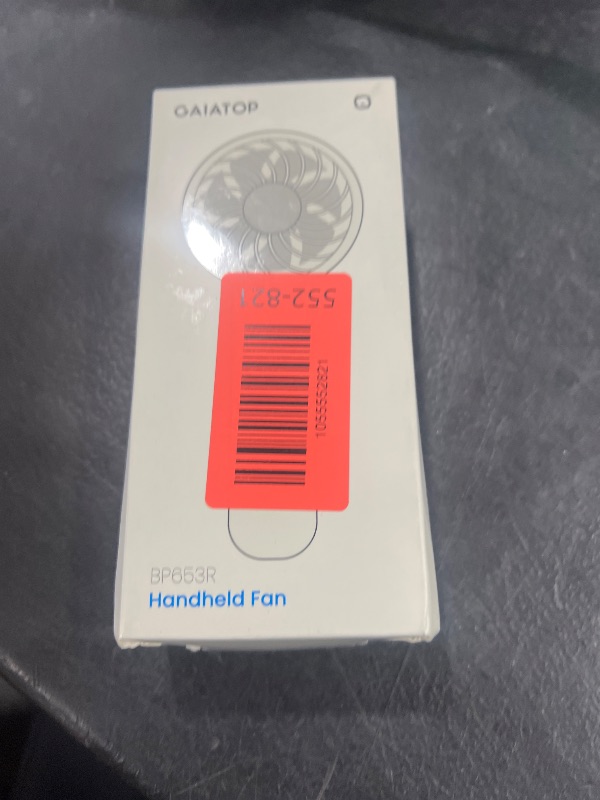 GAIATOP
552-821
1055552821
BP653R
Handheld Fan